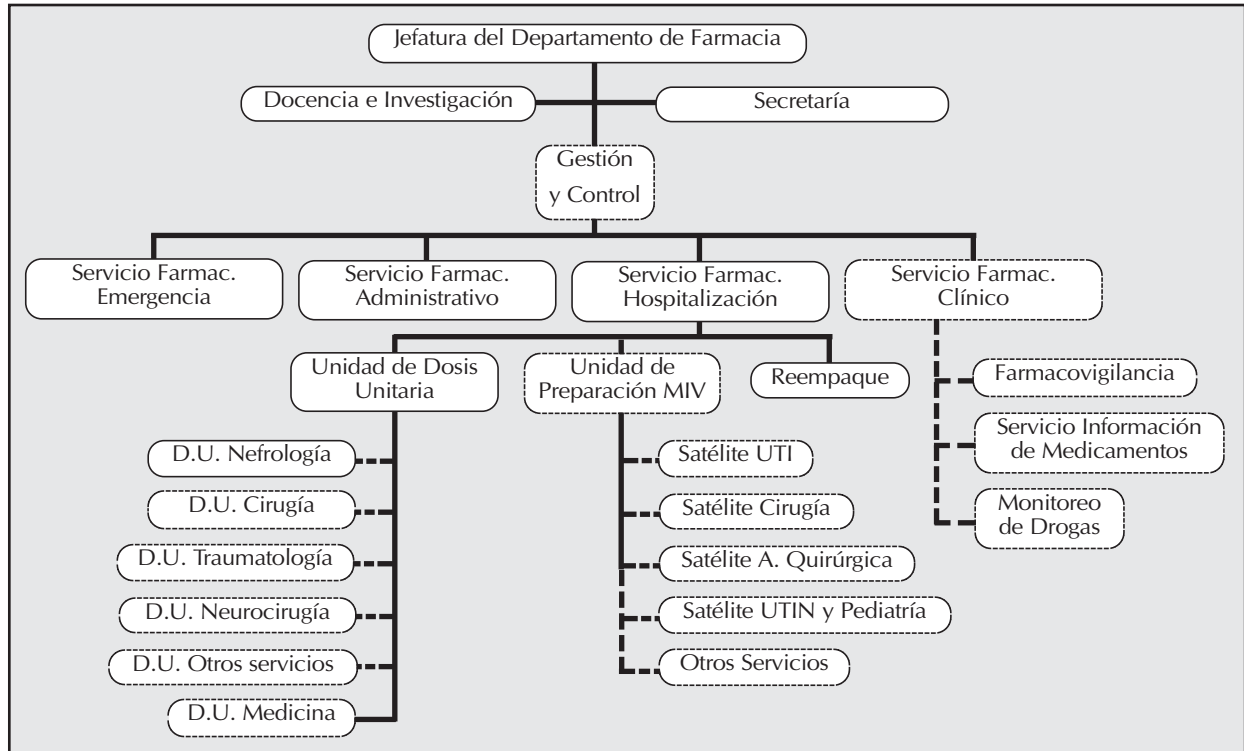 Jefatura del Departamento de Farmacia
Docencia e Investigación
Secretaría
Gestión
y Control
Servicio Farmac.
Emergencia
Servicio Farmac.
Administrativo
Servicio Farmac.
Hospitalización
Servicio Farmac.
Clínico
Unidad de Dosis
Unitaria
Unidad de
Preparación MIV
Reempaque
D.U. Nefrología
D.U. Cirugía
D.U. Traumatología
D.U. Neurocirugía
D.U. Otros servicios
D.U. Medicina
Satélite UTI
Satélite Cirugía
Satélite A. Quirúrgica
Satélite UTIN y Pediatría
Otros Servicios
Farmacovigilancia
Servicio Información
de Medicamentos
Monitoreo
de Drogas